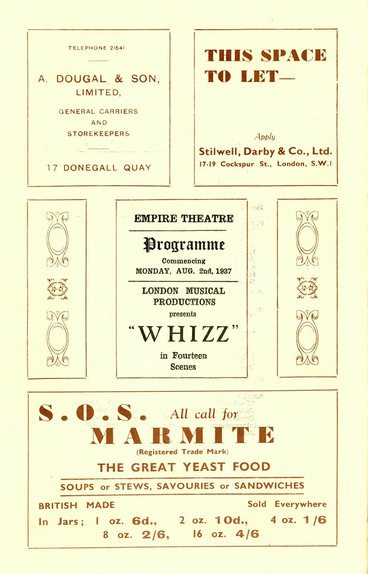 TELEPHONE 21541
A. DOUGAL & SON,
LIMITED,
GENERAL CARRIERS
AND
STOREKEEPERS
17 DONEGALL QUAY
THIS SPACE
TO LET—
Apply
Stilwell, Darby & Co., Ltd.
17-19 Cockspur St., London, S.W.1
EMPIRE THEATRE
Programme
Commencing
MONDAY, AUG. 2nd, 1937
LONDON MUSICAL
PRODUCTIONS
presents
"WHIZZ"
in Fourteen
Scenes
S.O.S. All call for
MARMITE
(Registered Trade Mark)
THE GREAT YEAST FOOD
SOUPS or STEWS, SAVOURIES or SANDWICHES
BRITISH MADE Sold Everywhere
In Jars; 1 oz. 6d., 2 oz. 10d., 4 oz. 1/6
8 oz. 2/6, 16 oz. 4/6